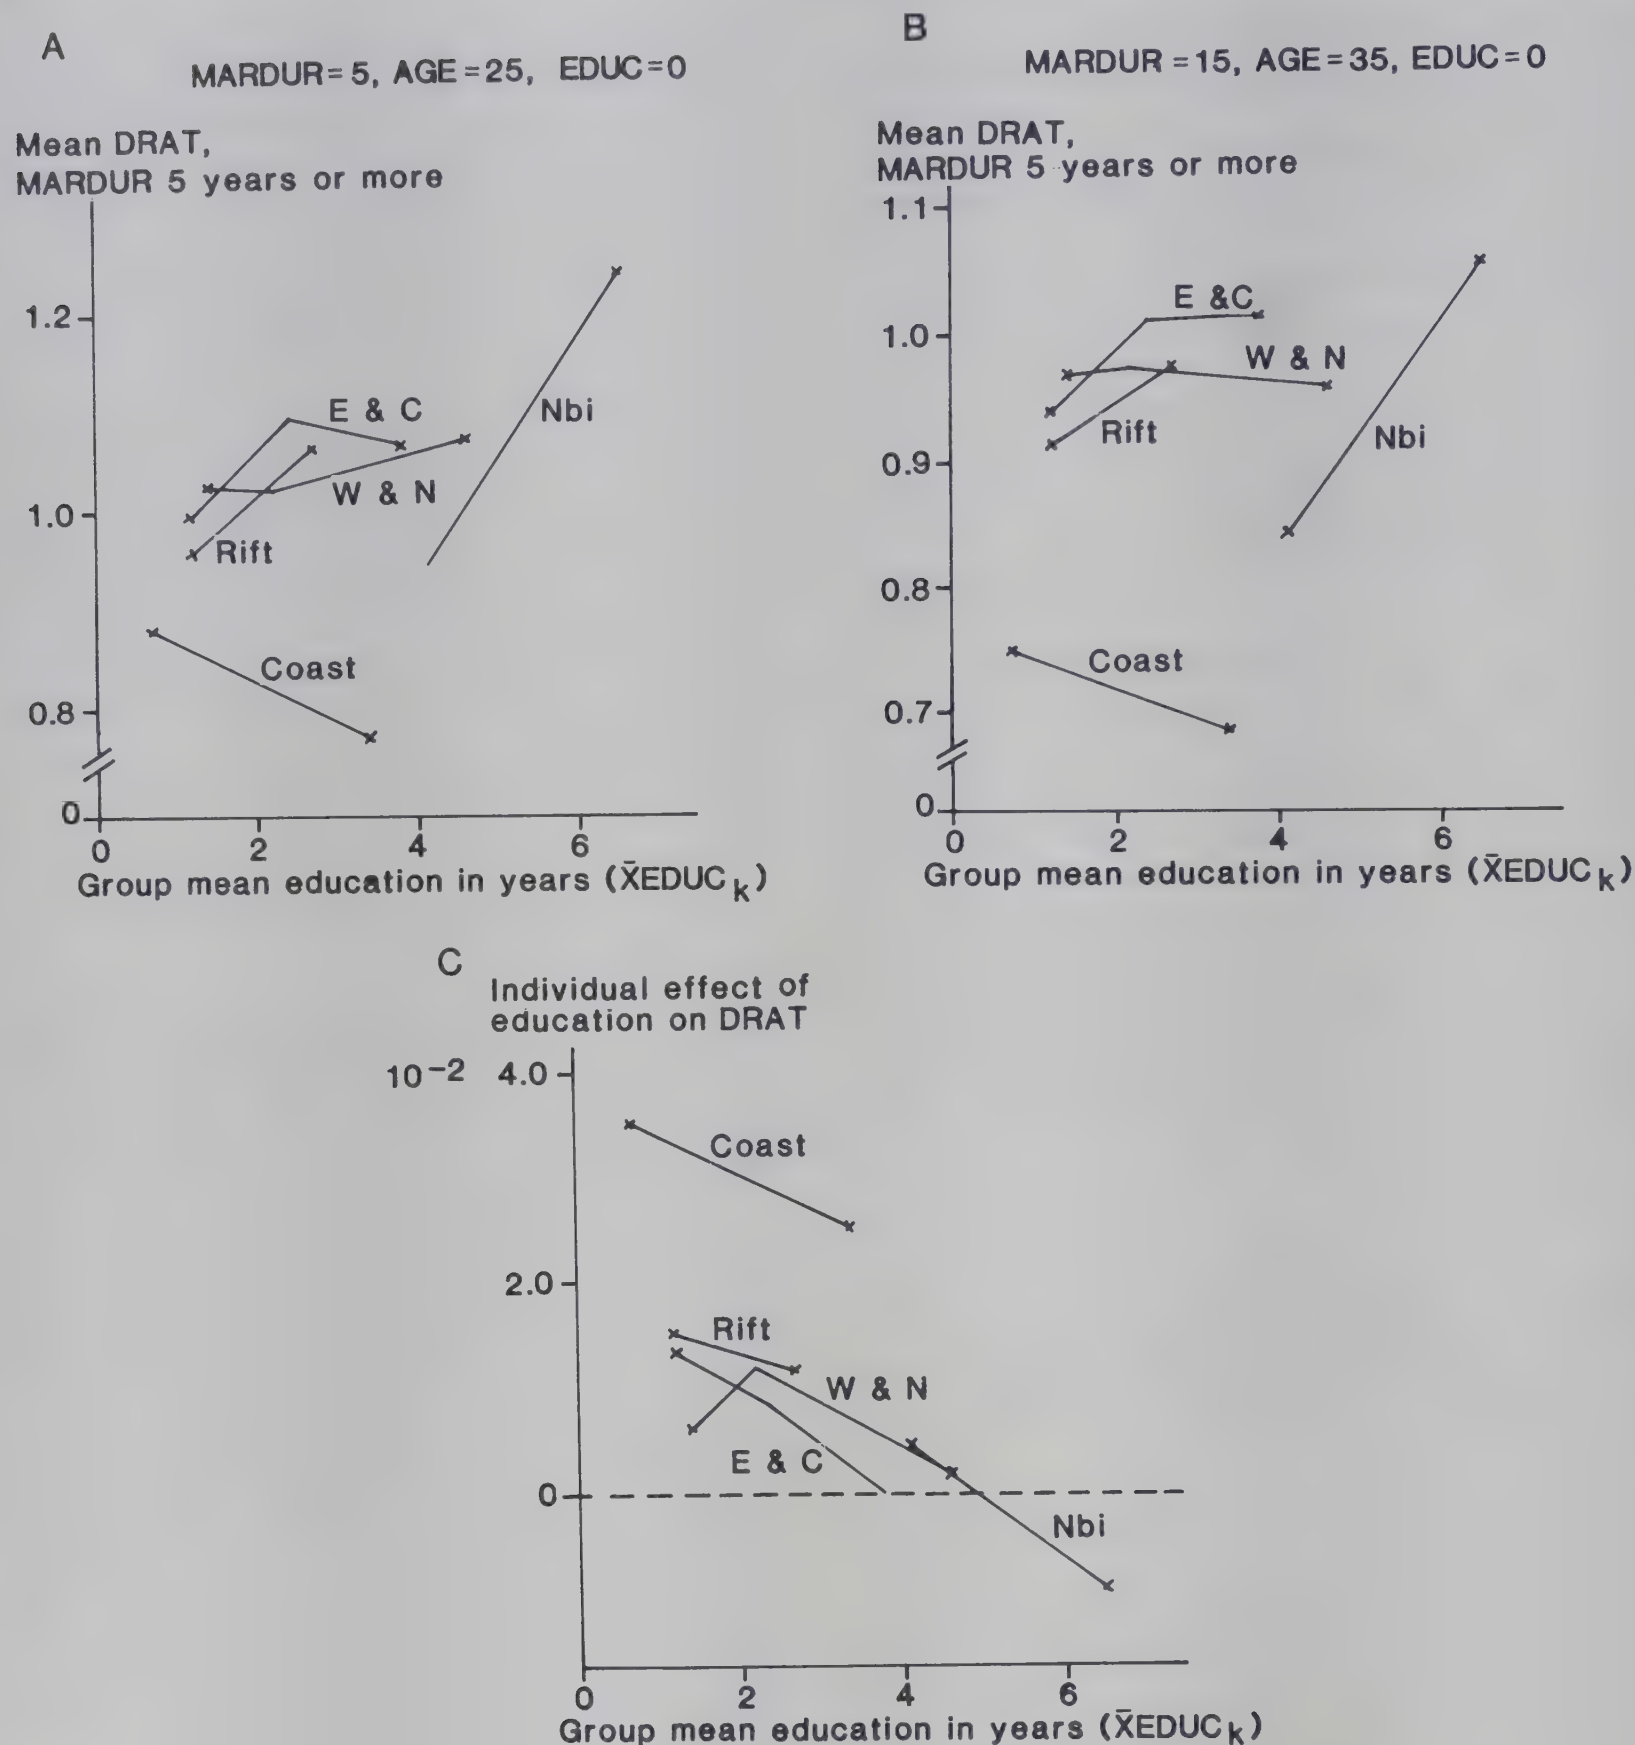 A
MARDUR=5, AGE=25, EDUC=0
Mean DRAT,
MARDUR 5 years or more
1.2
1.0
0.8
0
E & C
W & N
Rift
Nbi
Coast
0 2 4 6
Group mean education in years (X̄EDUCₖ)
B
MARDUR=15, AGE=35, EDUC=0
Mean DRAT,
MARDUR 5 years or more
1.1
1.0
0.9
0.8
0.7
0
E &C
W & N
Rift
Nbi
Coast
0 2 4 6
Group mean education in years (X̄EDUCₖ)
C
Individual effect of
education on DRAT
10⁻² 4.0
2.0
0
Coast
Rift
W & N
E & C
Nbi
0 2 4 6
Group mean education in years (X̄EDUCₖ)